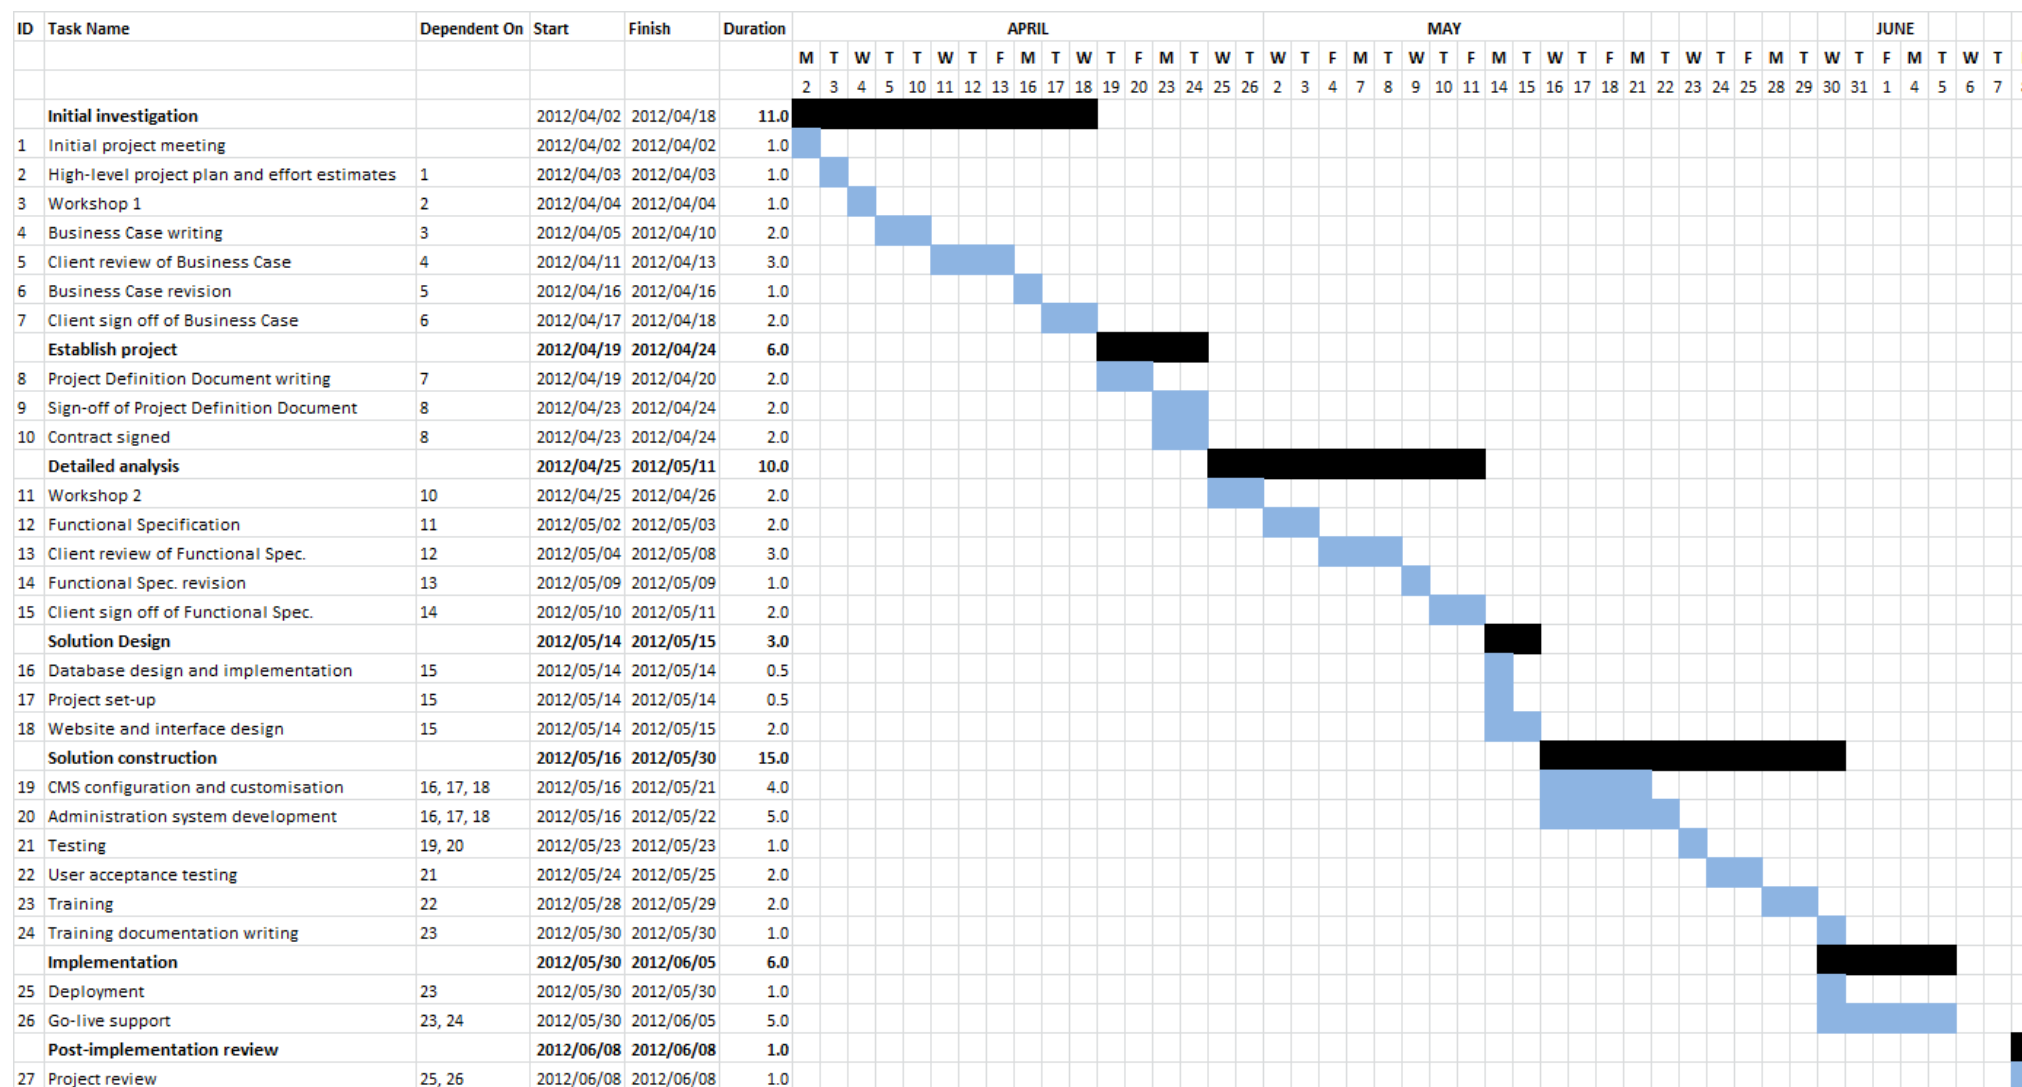 ID Task Name Dependent On Start Finish Duration APRIL MAY JUNE
M T W T T W T F M T W T F M T W T W T F M T W T F M T W T F M T W T F M T W T F M T W T
2 3 4 5 10 11 12 13 16 17 18 19 20 23 24 25 26 2 3 4 7 8 9 10 11 14 15 16 17 18 21 22 23 24 25 28 29 30 31 1 4 5 6 7
Initial investigation 2012/04/02 2012/04/18 11.0
1 Initial project meeting 2012/04/02 2012/04/02 1.0
2 High-level project plan and effort estimates 1 2012/04/03 2012/04/03 1.0
3 Workshop 1 2 2012/04/04 2012/04/04 1.0
4 Business Case writing 3 2012/04/05 2012/04/10 2.0
5 Client review of Business Case 4 2012/04/11 2012/04/13 3.0
6 Business Case revision 5 2012/04/16 2012/04/16 1.0
7 Client sign off of Business Case 6 2012/04/17 2012/04/18 2.0
Establish project 2012/04/19 2012/04/24 6.0
8 Project Definition Document writing 7 2012/04/19 2012/04/20 2.0
9 Sign-off of Project Definition Document 8 2012/04/23 2012/04/24 2.0
10 Contract signed 8 2012/04/23 2012/04/24 2.0
Detailed analysis 2012/04/25 2012/05/11 10.0
11 Workshop 2 10 2012/04/25 2012/04/26 2.0
12 Functional Specification 11 2012/05/02 2012/05/03 2.0
13 Client review of Functional Spec. 12 2012/05/04 2012/05/08 3.0
14 Functional Spec. revision 13 2012/05/09 2012/05/09 1.0
15 Client sign off of Functional Spec. 14 2012/05/10 2012/05/11 2.0
Solution Design 2012/05/14 2012/05/15 3.0
16 Database design and implementation 15 2012/05/14 2012/05/14 0.5
17 Project set-up 15 2012/05/14 2012/05/14 0.5
18 Website and interface design 15 2012/05/14 2012/05/15 2.0
Solution construction 2012/05/16 2012/05/30 15.0
19 CMS configuration and customisation 16, 17, 18 2012/05/16 2012/05/21 4.0
20 Administration system development 16, 17, 18 2012/05/16 2012/05/22 5.0
21 Testing 19, 20 2012/05/23 2012/05/23 1.0
22 User acceptance testing 21 2012/05/24 2012/05/25 2.0
23 Training 22 2012/05/28 2012/05/29 2.0
24 Training documentation writing 23 2012/05/30 2012/05/30 1.0
Implementation 2012/05/30 2012/06/05 6.0
25 Deployment 23 2012/05/30 2012/05/30 1.0
26 Go-live support 23, 24 2012/05/30 2012/06/05 5.0
Post-implementation review 2012/06/08 2012/06/08 1.0
27 Project review 25, 26 2012/06/08 2012/06/08 1.0